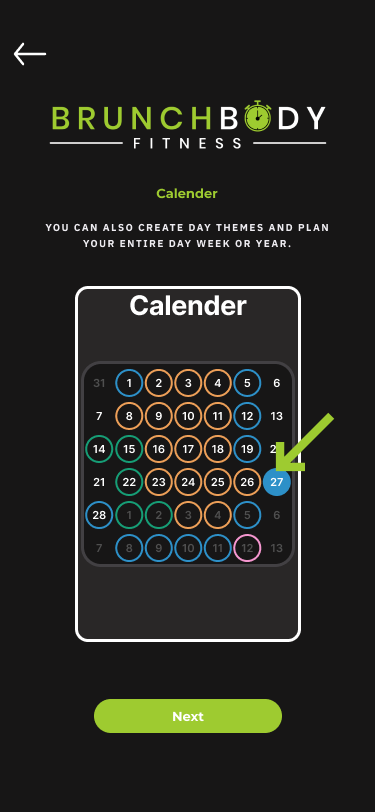 BRUNCHBODY
FITNESS
Calender
YOU CAN ALSO CREATE DAY THEMES AND PLAN
YOUR ENTIRE DAY WEEK OR YEAR.
Calender
31 1 2 3 4 5 6
7 8 9 10 11 12 13
14 15 16 17 18 19
21 22 23 24 25 26 27
28 1 2 3 4 5 6
7 8 9 10 11 12 13
Next